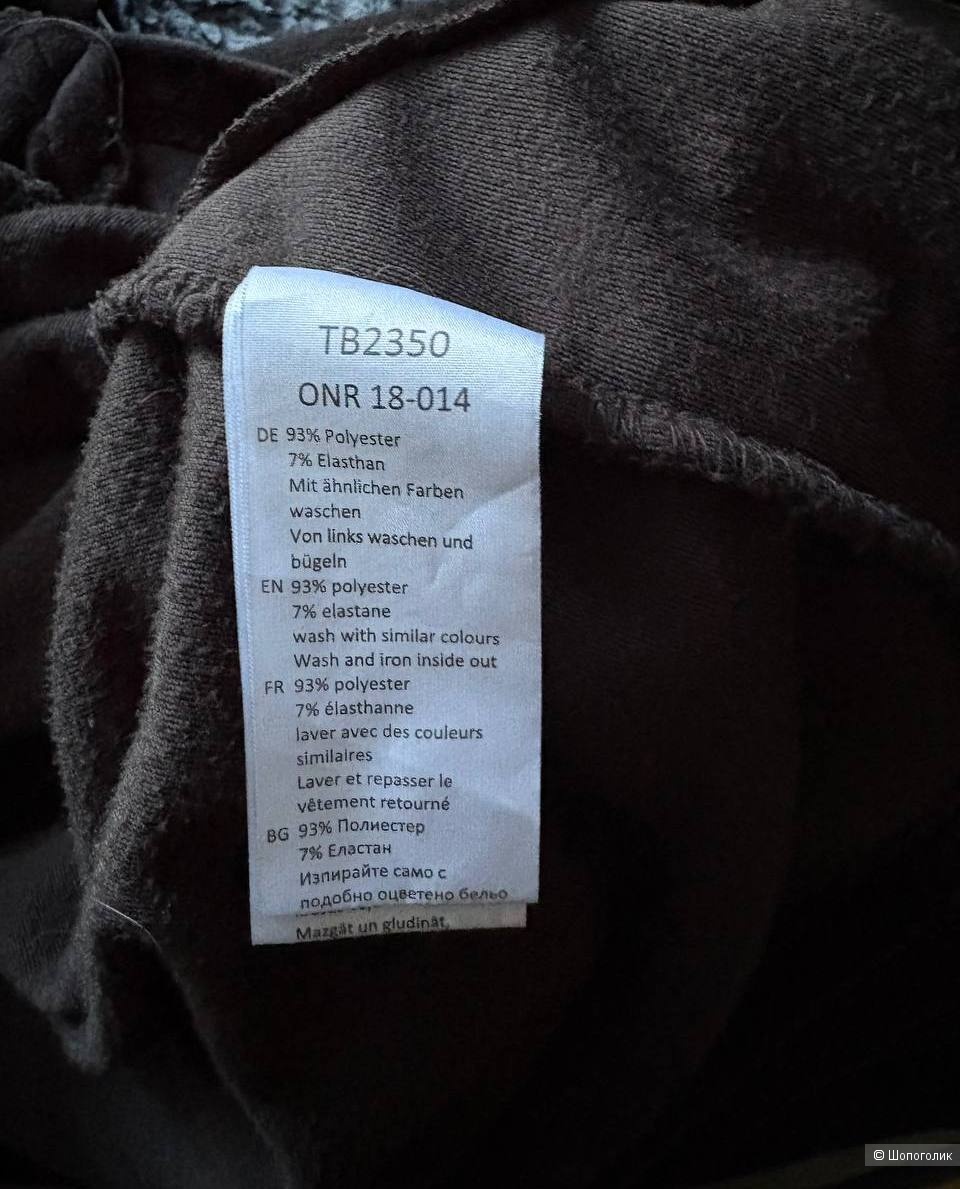 TB2350
ONR 18-014
DE 93% Polyester
7% Elasthan
Mit ähnlichen Farben
waschen
Von links waschen und
bügeln
EN 93% polyester
7% elastane
wash with similar colours
Wash and iron inside out
FR 93% polyester
7% élasthanne
laver avec des couleurs
similaires
Laver et repasser le
vêtement retourné
BG 93% Полиестер
7% Еластан
Изпирайте само с
подобно оцветено бельо
Mazgāt un gludināt,
© Шопоголик